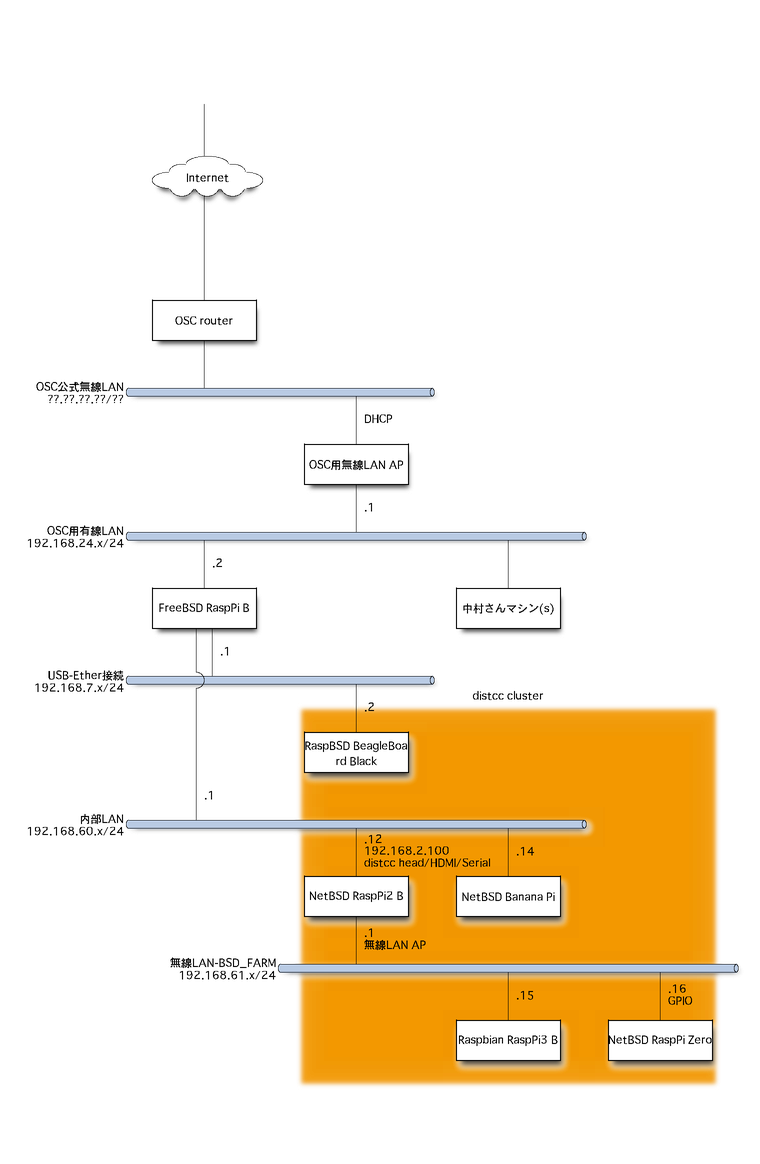 Internet
OSC router
OSC公式無線LAN
??.??.??.??/??
DHCP
OSC用無線LAN AP
.1
OSC用有線LAN
192.168.24.x/24
.2
FreeBSD RaspPi B
中村さんマシン(s)
.1
USB-Ether接続
192.168.7.x/24
distcc cluster
.2
RaspBSD BeagleBoa
rd Black
.1
内部LAN
192.168.60.x/24
.12
192.168.2.100
distcc head/HDMI/Serial
.14
NetBSD RaspPi2 B
NetBSD Banana Pi
.1
無線LAN AP
無線LAN-BSD_FARM
192.168.61.x/24
.15
.16
GPIO
Raspbian RaspPi3 B
NetBSD RaspPi Zero